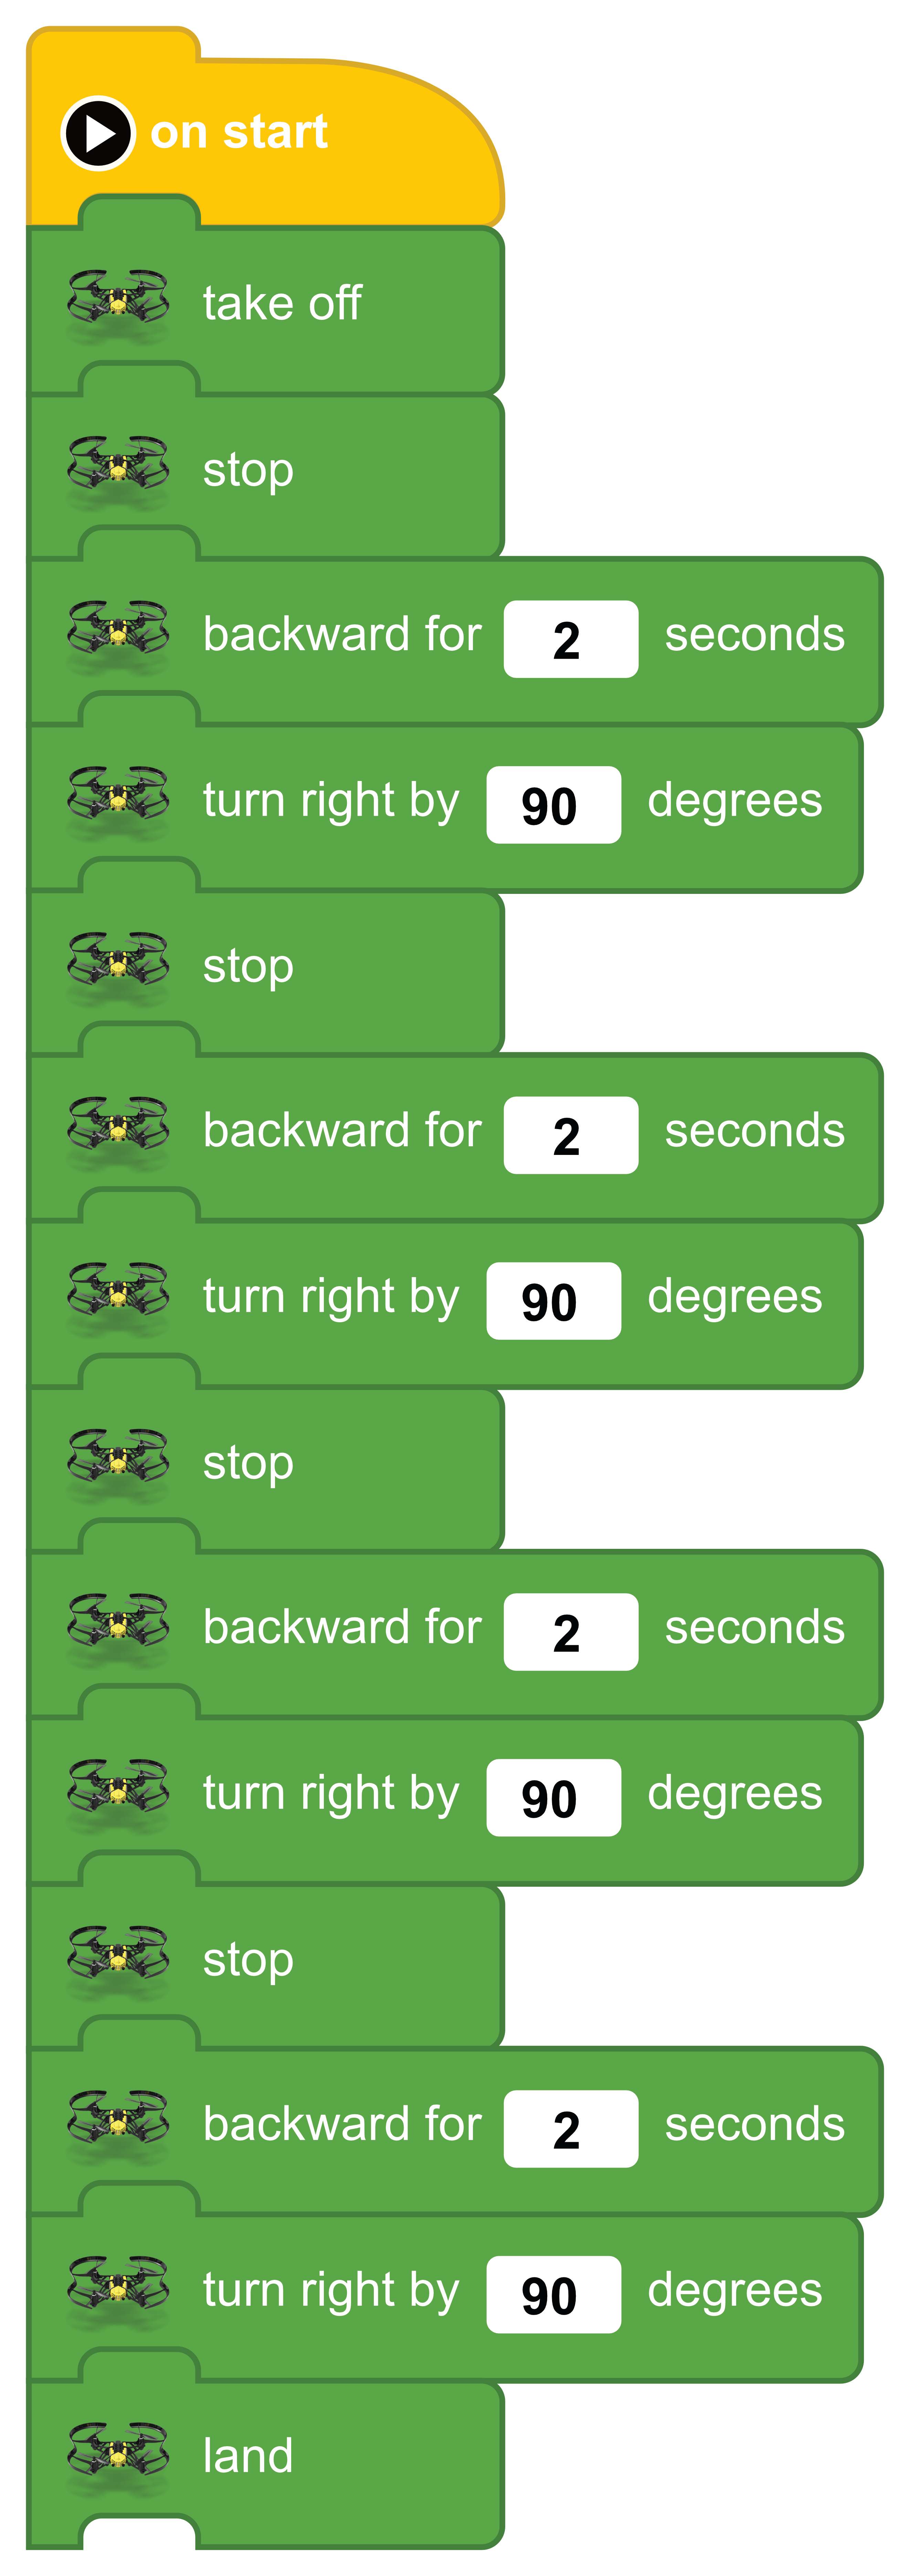 on start
take off
stop
backward for 2 seconds
turn right by 90 degrees
stop
backward for 2 seconds
turn right by 90 degrees
stop
backward for 2 seconds
turn right by 90 degrees
stop
backward for 2 seconds
turn right by 90 degrees
land